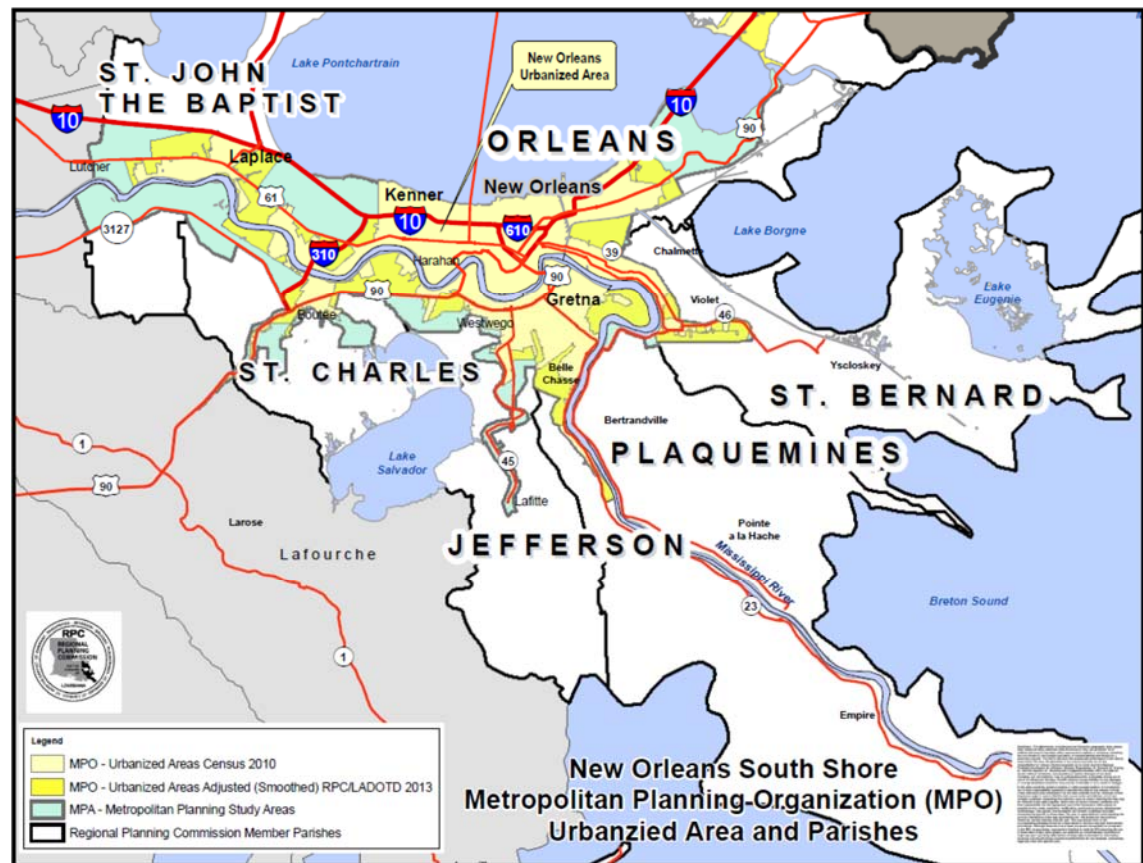 Lake Pontchartrain
New Orleans
Urbanized Area
ST. JOHN
THE BAPTIST
10
10
90
ORLEANS
Laplace
Lutcher
Kenner
New Orleans
61
10
610
3127
310
Harahan
39
Chalmette
Lake Borgne
90
90
Gretna
Violet
46
Lake
Eugenie
Boutee
Westwego
Yscloskey
ST. CHARLES
Belle
Chasse
ST. BERNARD
Bertrandville
PLAQUEMINES
1
Lake
Salvador
45
90
Lafitte
Larose
Lafourche
JEFFERSON
Pointe
a la Hache
Mississippi River
23
Breton Sound
1
RPC
REGIONAL
PLANNING
COMMISSION
LOUISIANA
Empire
Legend
MPO - Urbanized Areas Census 2010
MPO - Urbanized Areas Adjusted (Smoothed) RPC/LADOTD 2013
MPA - Metropolitan Planning Study Areas
Regional Planning Commission Member Parishes
New Orleans South Shore
Metropolitan Planning Organization (MPO)
Urbanzied Area and Parishes